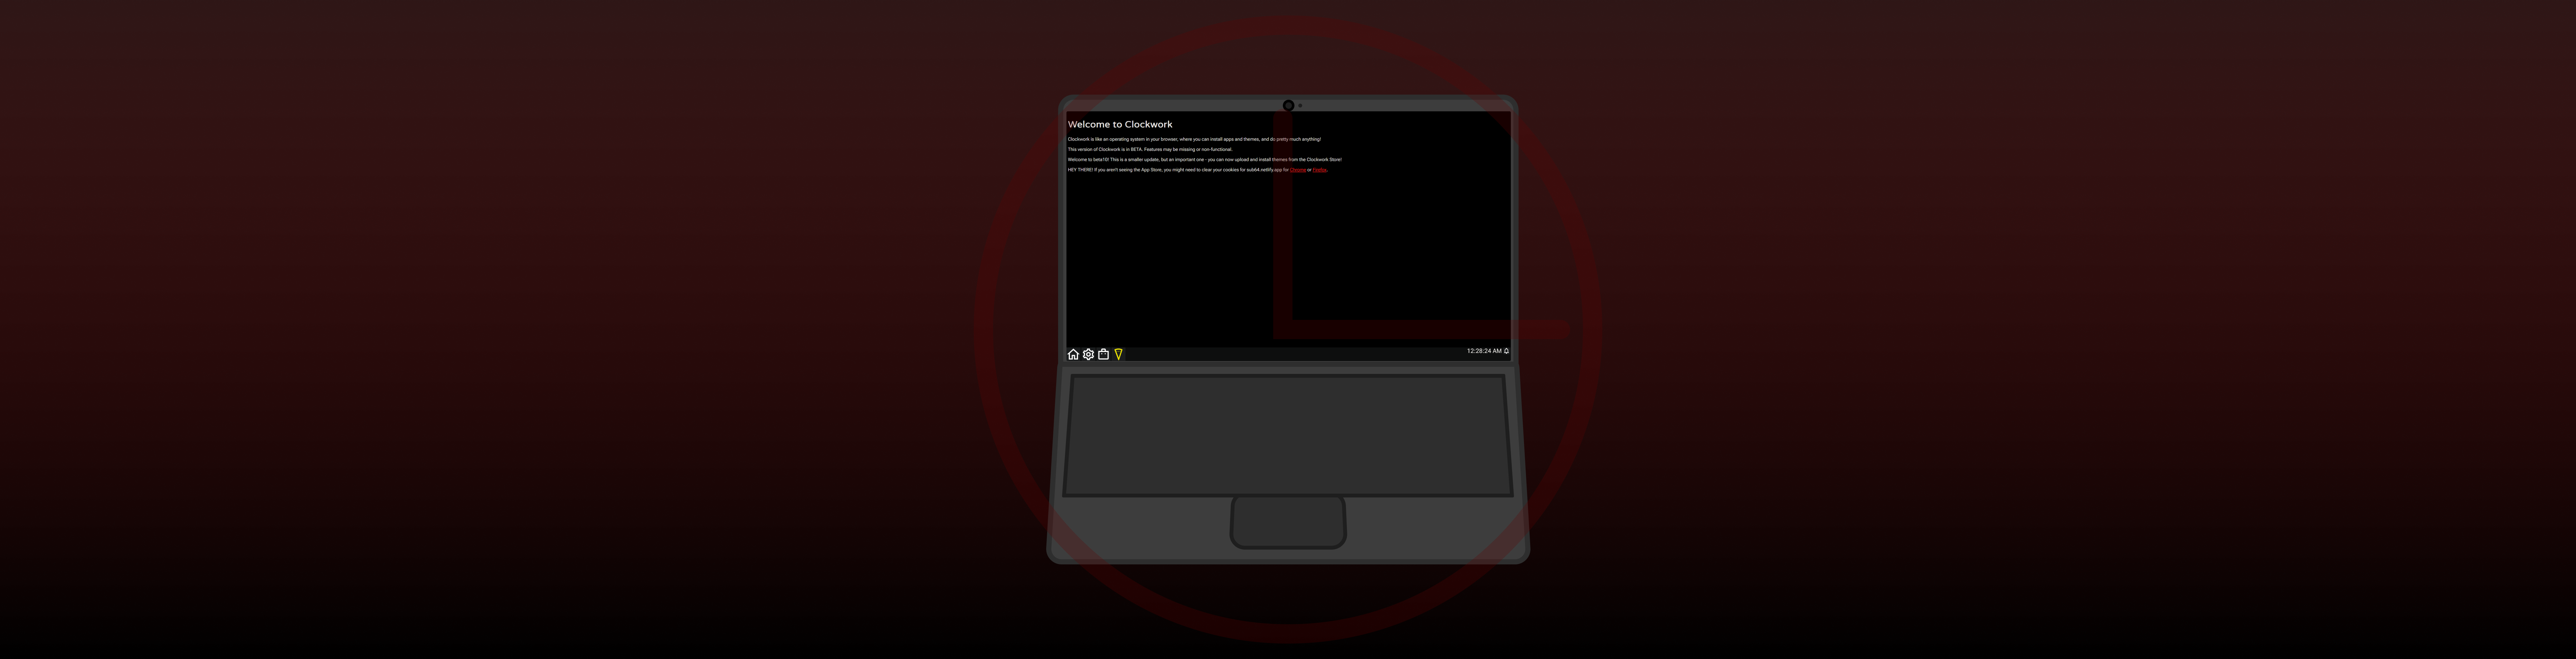 Welcome to Clockwork
Clockwork is like an operating system in your browser, where you can install apps and themes, and do pretty much anything!
This version of Clockwork is in BETA. Features may be missing or non-functional.
Welcome to beta10! This is a smaller update, but an important one - you can now upload and install themes from the Clockwork Store!
HEY THERE! If you aren't seeing the App Store, you might need to clear your cookies for sub64.netlify.app for Chrome or Firefox.
12:28:24 AM